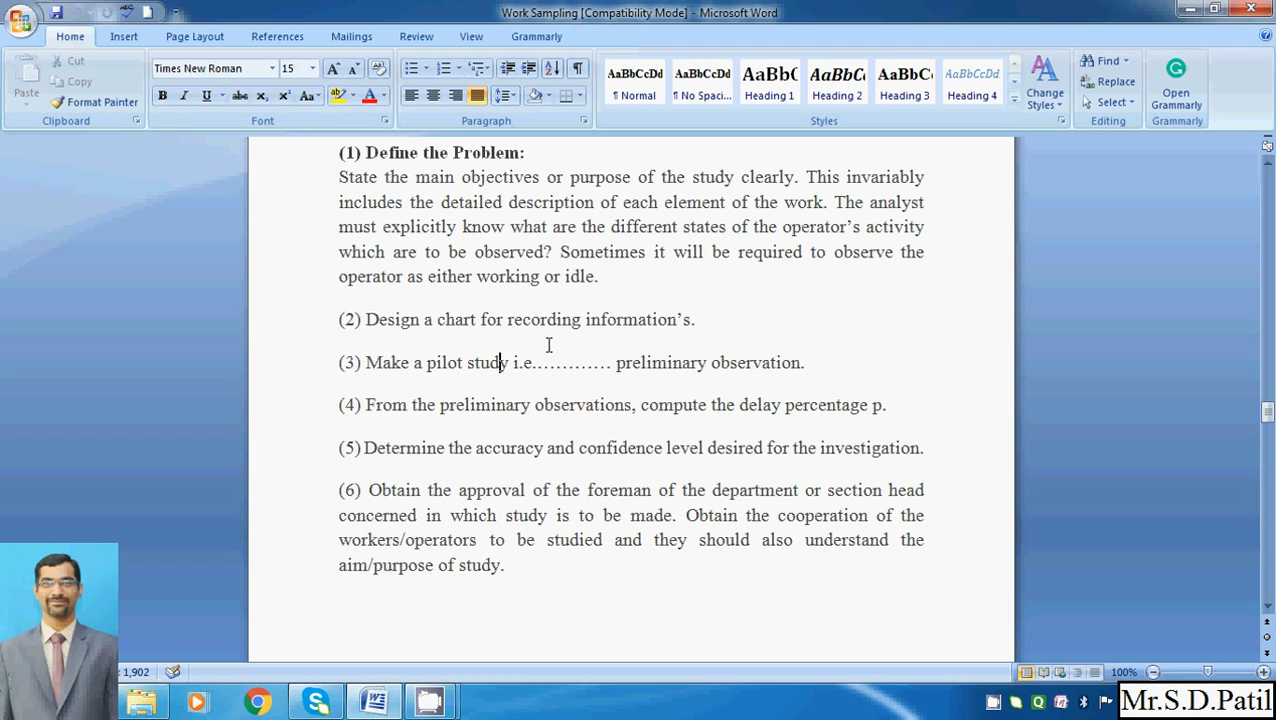 Work Sampling [Compatibility Mode] - Microsoft Word
Home Insert Page Layout References Mailings Review View Grammarly
Paste
Cut
Copy
Format Painter
Clipboard
Times New Roman 15
B I U abc x₂ x² Aa
Font
Paragraph
AaBbCcDd AaBbCcDd AaBb(C AaBbCc AaBbCc AaBbCcDd
¶ Normal ¶ No Spaci... Heading 1 Heading 2 Heading 3 Heading 4
Change Styles
Styles
Find
Replace
Select
Editing
Open Grammarly
Grammarly
(1) Define the Problem:
State the main objectives or purpose of the study clearly. This invariably
includes the detailed description of each element of the work. The analyst
must explicitly know what are the different states of the operator’s activity
which are to be observed? Sometimes it will be required to observe the
operator as either working or idle.
(2) Design a chart for recording information’s.
(3) Make a pilot study i.e............. preliminary observation.
(4) From the preliminary observations, compute the delay percentage p.
(5) Determine the accuracy and confidence level desired for the investigation.
(6) Obtain the approval of the foreman of the department or section head
concerned in which study is to be made. Obtain the cooperation of the
workers/operators to be studied and they should also understand the
aim/purpose of study.
: 1,902
100%
Mr.S.D.Patil